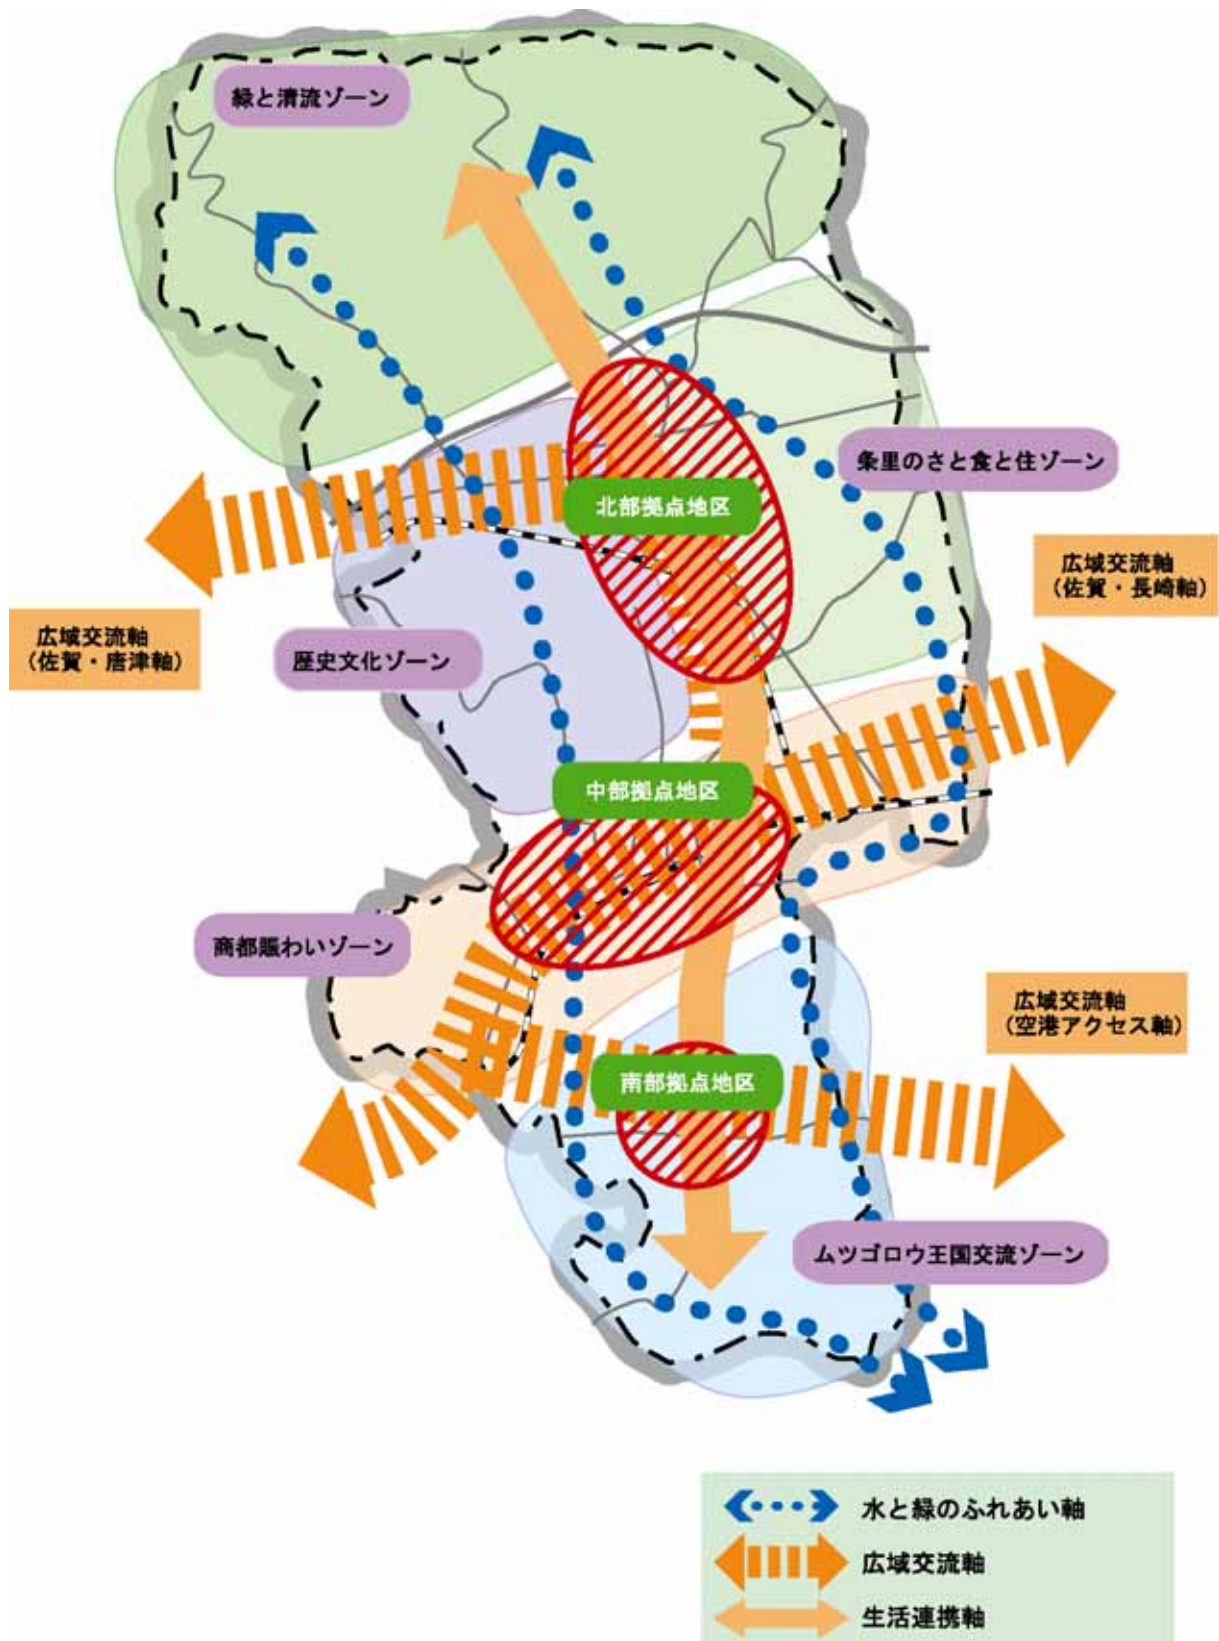 緑と清流ゾーン
条里のさと食と住ゾーン
北部拠点地区
広域交流軸
(佐賀・長崎軸)
広域交流軸
(佐賀・唐津軸)
歴史文化ゾーン
中部拠点地区
商都賑わいゾーン
広域交流軸
(空港アクセス軸)
南部拠点地区
ムツゴロウ王国交流ゾーン
水と緑のふれあい軸
広域交流軸
生活連携軸